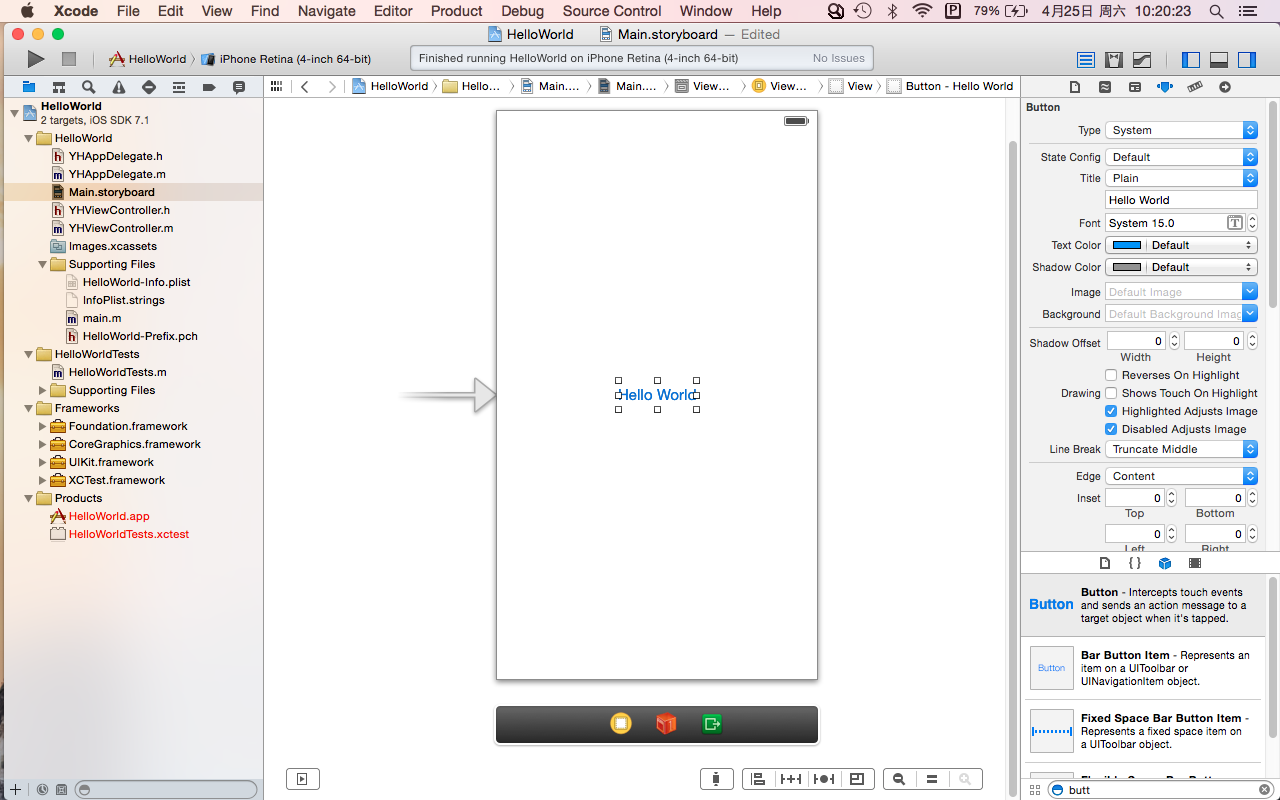 Xcode File Edit View Find Navigate Editor Product Debug Source Control Window Help P 79% 4月25日 周六 10:20:23
HelloWorld Main.storyboard — Edited
HelloWorld iPhone Retina (4-inch 64-bit) Finished running HelloWorld on iPhone Retina (4-inch 64-bit) No Issues
HelloWorld Hello... Main.... Main.... View... View... View Button - Hello World
HelloWorld
2 targets, iOS SDK 7.1
HelloWorld
h YHAppDelegate.h
m YHAppDelegate.m
Main.storyboard
h YHViewController.h
m YHViewController.m
Images.xcassets
Supporting Files
HelloWorld-Info.plist
InfoPlist.strings
m main.m
h HelloWorld-Prefix.pch
HelloWorldTests
m HelloWorldTests.m
Supporting Files
Frameworks
Foundation.framework
CoreGraphics.framework
UIKit.framework
XCTest.framework
Products
HelloWorld.app
HelloWorldTests.xctest
Hello World
Button
Type System
State Config Default
Title Plain
Hello World
Font System 15.0 T
Text Color Default
Shadow Color Default
Image Default Image
Background Default Background Imag
Shadow Offset 0 0
Width Height
Reverses On Highlight
Drawing Shows Touch On Highlight
Highlighted Adjusts Image
Disabled Adjusts Image
Line Break Truncate Middle
Edge Content
Inset 0 0
Top Bottom
0 0
Left Right
{ }
Button
Button - Intercepts touch events
and sends an action message to a
target object when it's tapped.
Button
Bar Button Item - Represents an
item on a UIToolbar or
UINavigationItem object.
Fixed Space Bar Button Item -
Represents a fixed space item on
a UIToolbar object.
Flexible Space Bar Button
butt